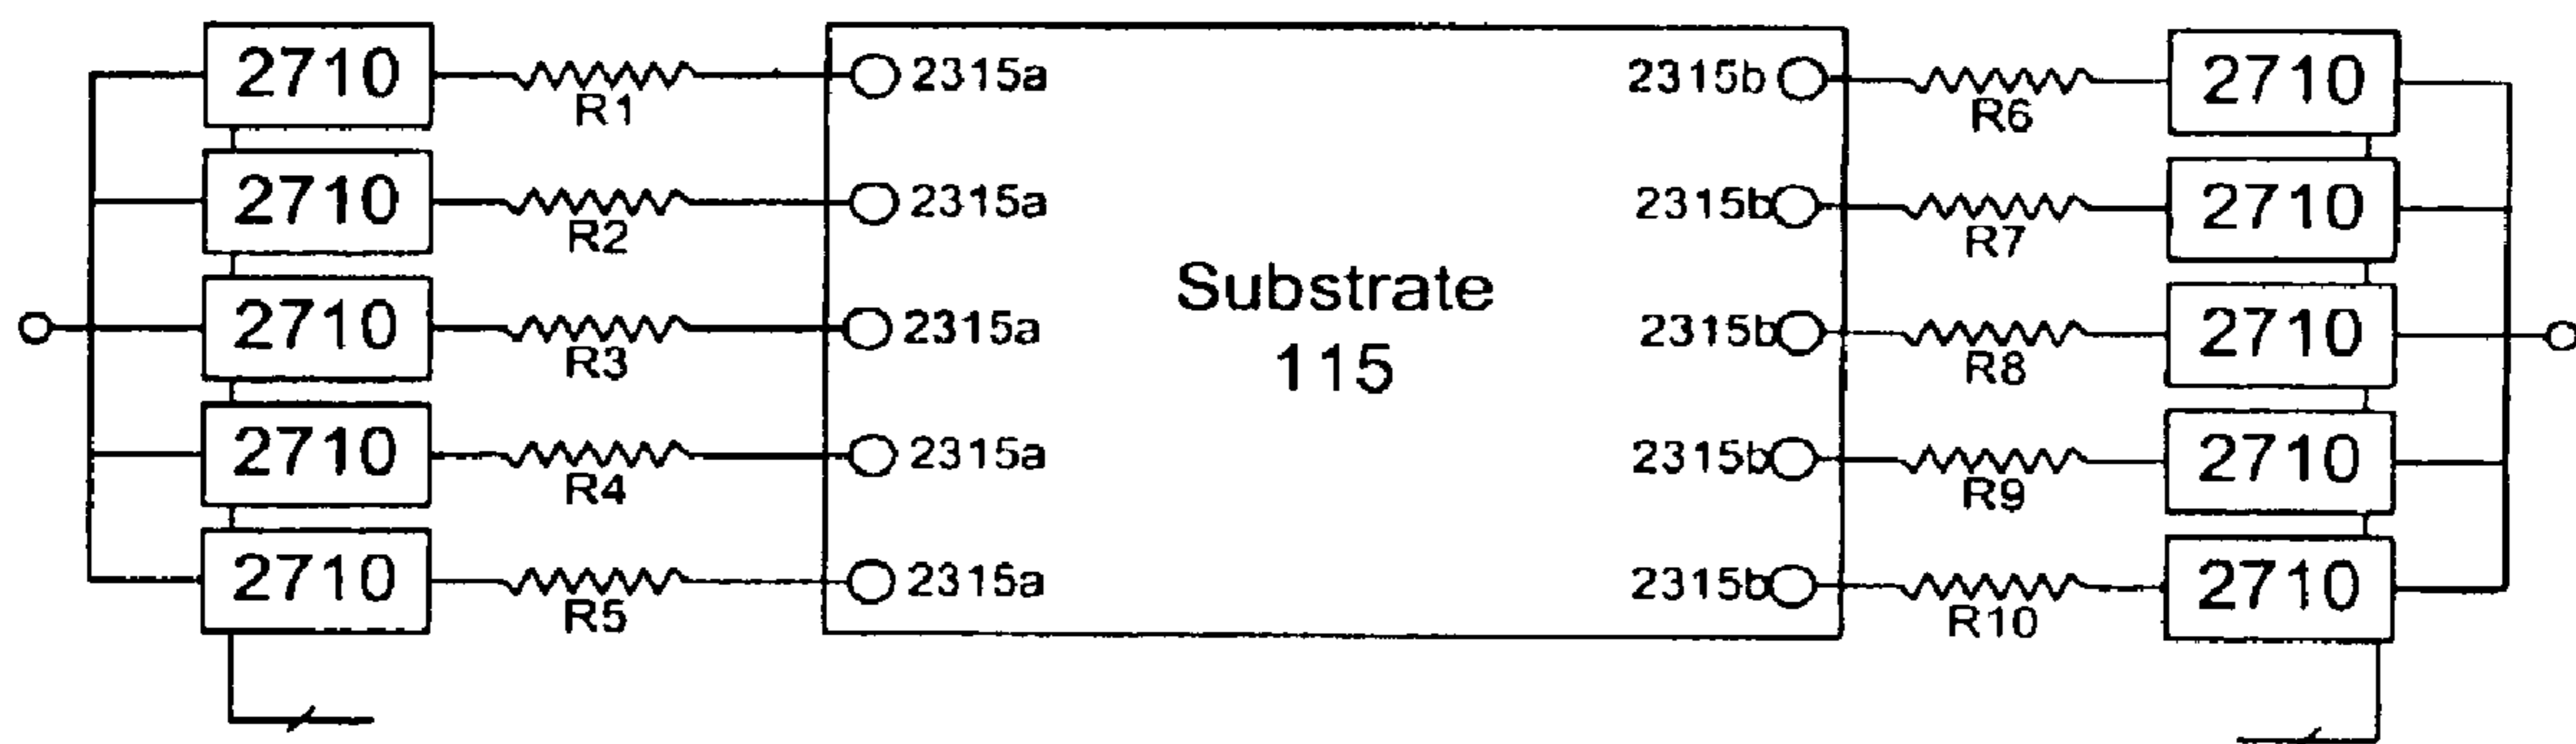 2710 R1 2315a 2315b R6 2710
2710 R2 2315a 2315b R7 2710
Substrate
2710 R3 2315a 2315b R8 2710
115
2710 R4 2315a 2315b R9 2710
2710 R5 2315a 2315b R10 2710